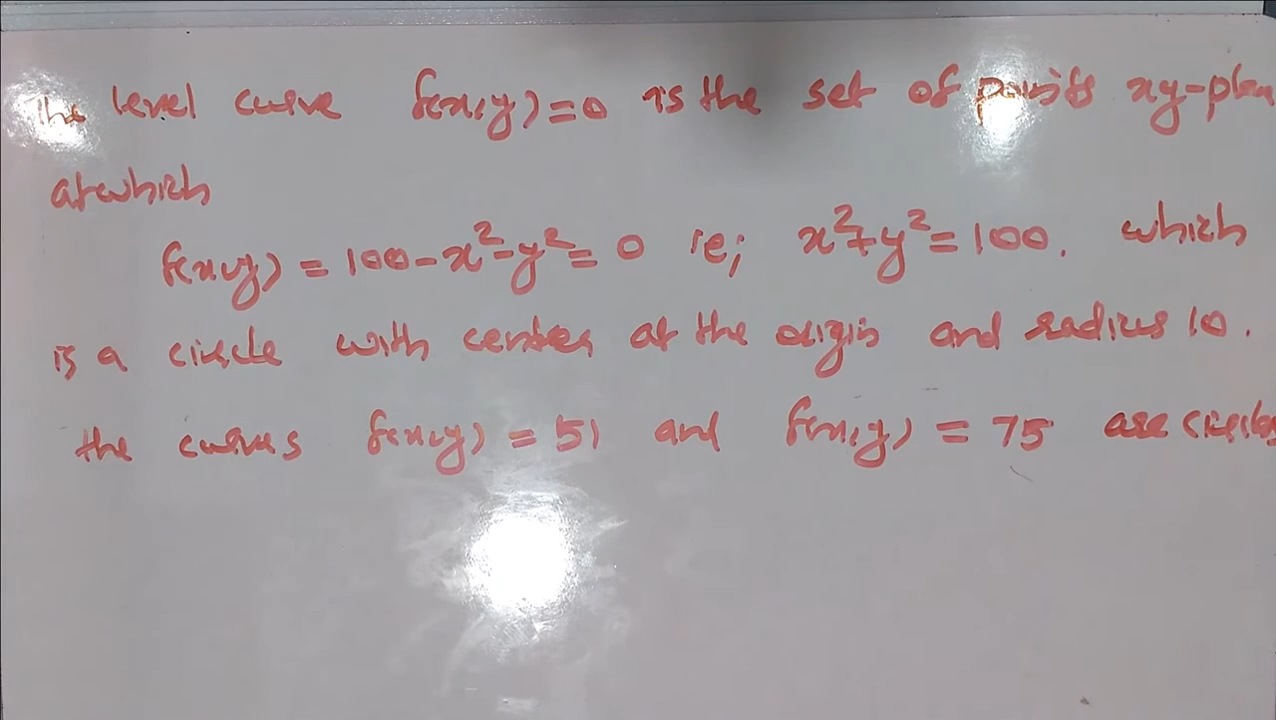 The level curve f(x,y)=0 is the set of points xy-plan
at which
f(x,y) = 100-x²-y² = 0 ie; x²+y²=100. which
is a circle with center at the origin and radius 10.
the curves f(x,y) = 51 and f(x,y) = 75 are circles